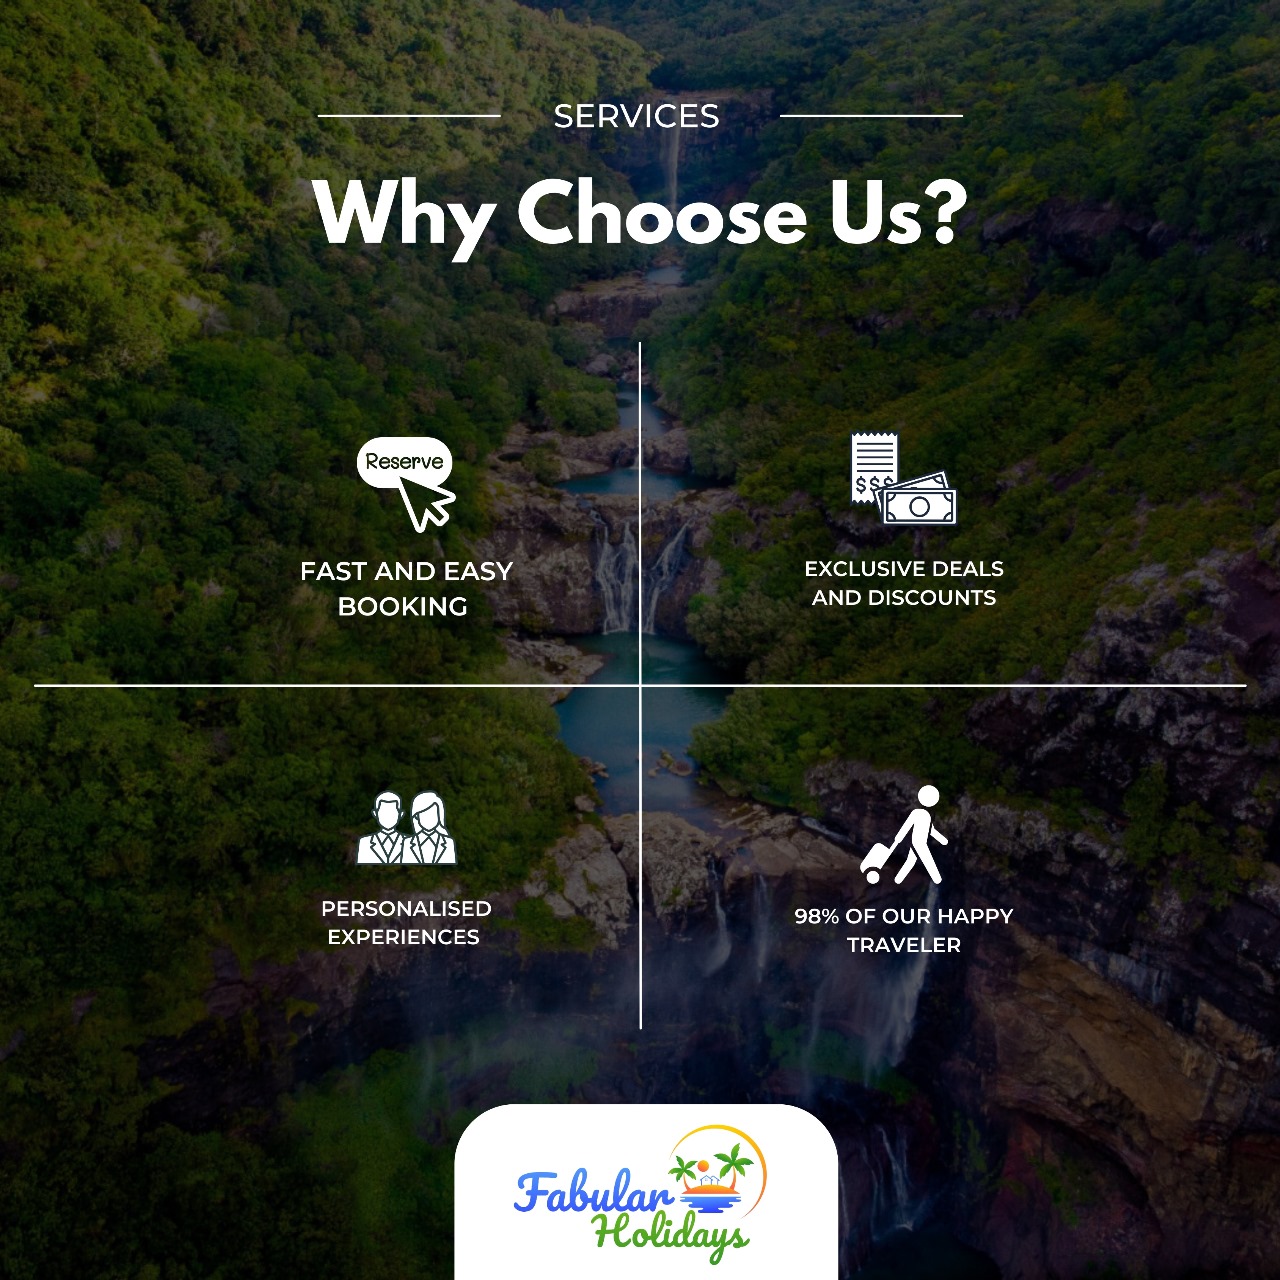 SERVICES
Why Choose Us?
Reserve
FAST AND EASY
BOOKING
$$$
EXCLUSIVE DEALS
AND DISCOUNTS
PERSONALISED
EXPERIENCES
98% OF OUR HAPPY
TRAVELER
Fabular
Holidays